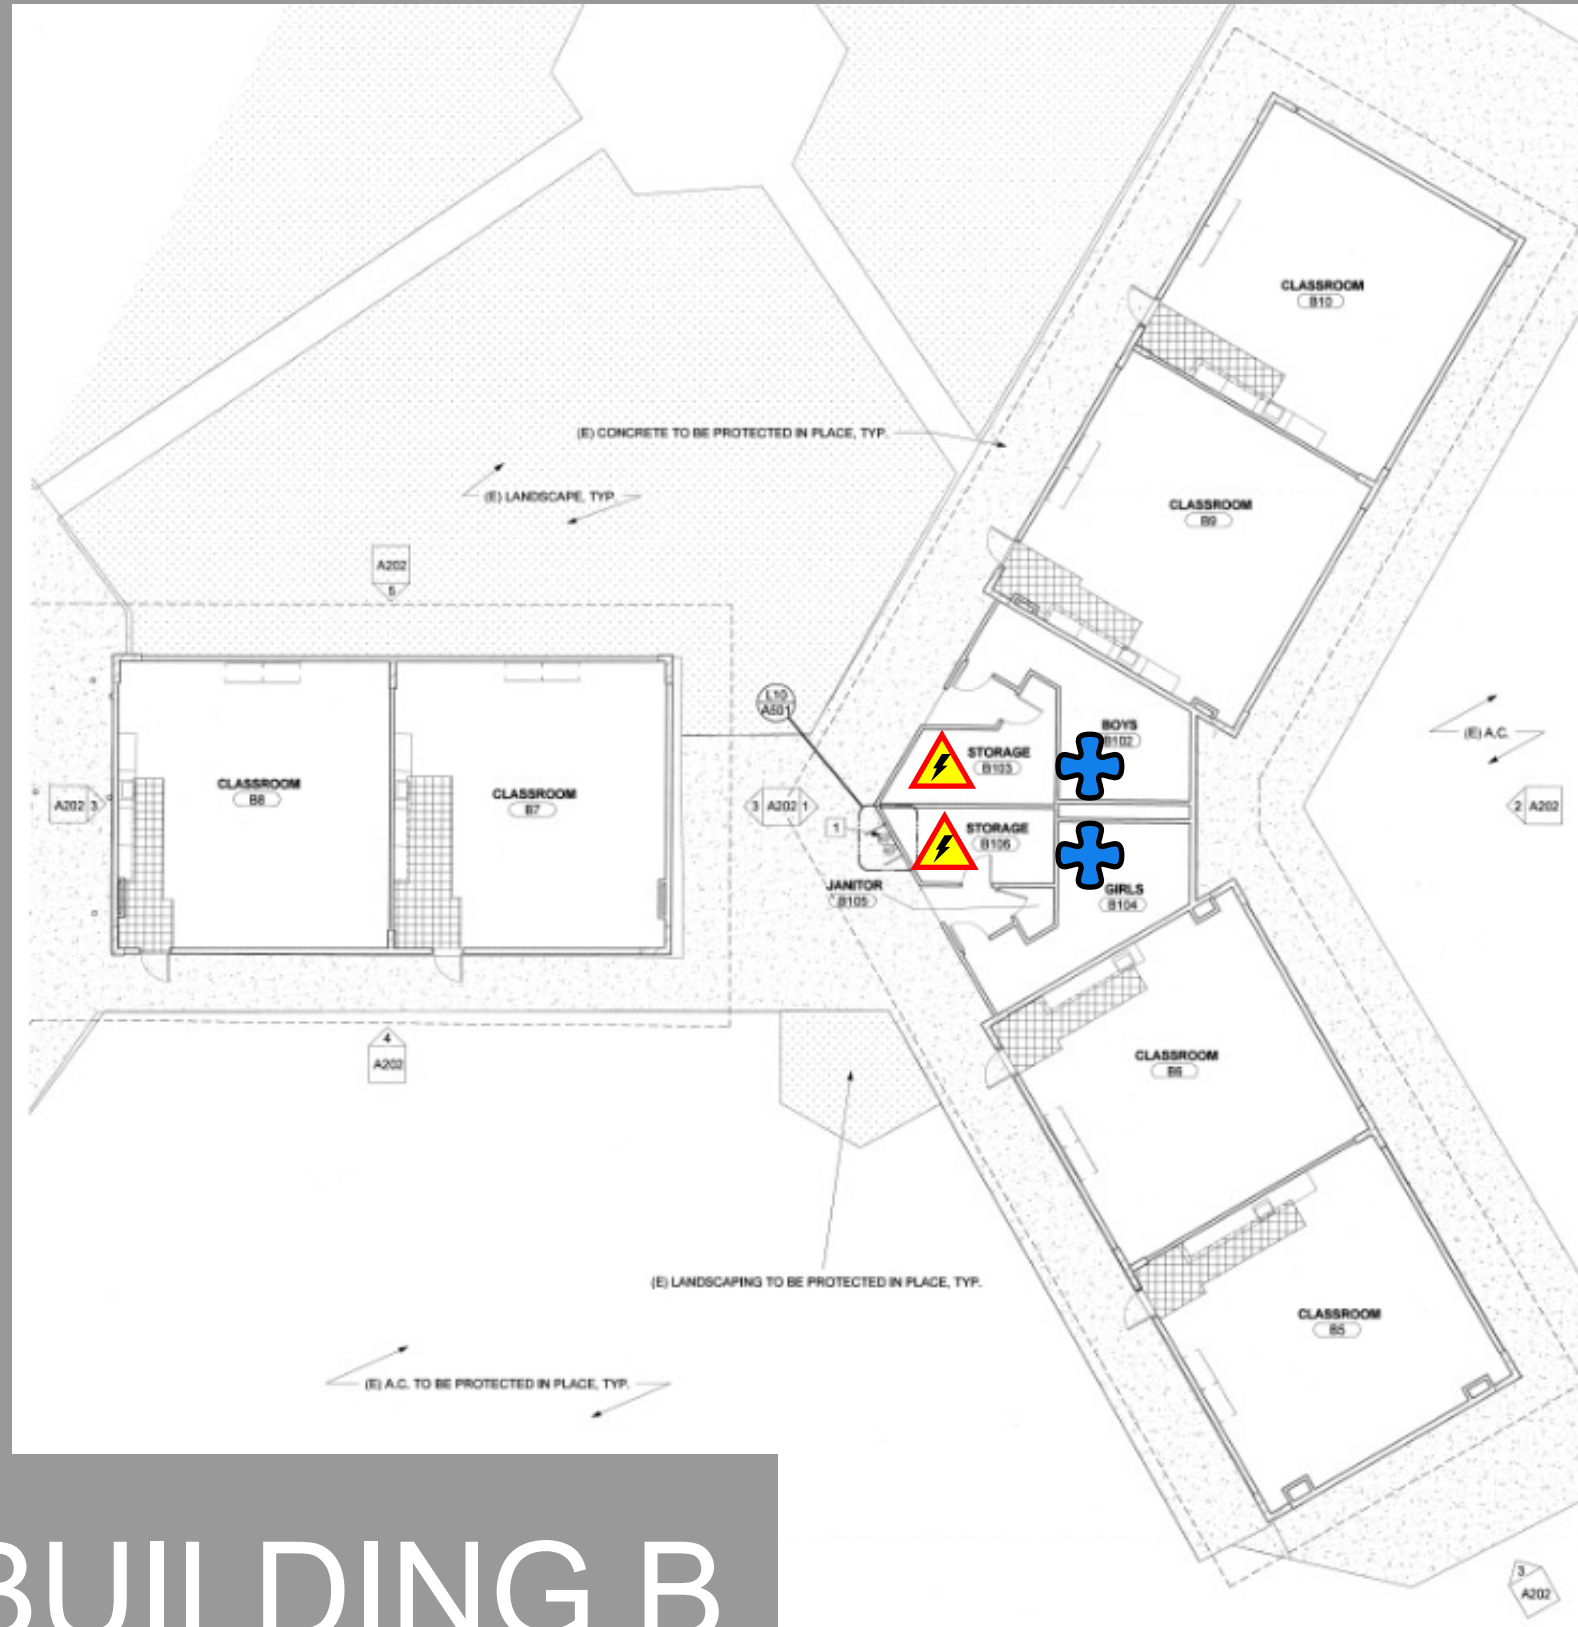 CLASSROOM
B10
(E) CONCRETE TO BE PROTECTED IN PLACE, TYP.
(E) LANDSCAPE, TYP.
CLASSROOM
B9
A202
5
L10
A601
BOYS
B102
(E) A.C.
STORAGE
B103
CLASSROOM
B8
CLASSROOM
B7
A202 3
3 A202 1
2 A202
1
STORAGE
B106
JANITOR
B105
GIRLS
B104
4
A202
CLASSROOM
B6
(E) LANDSCAPING TO BE PROTECTED IN PLACE, TYP.
CLASSROOM
B5
(E) A.C. TO BE PROTECTED IN PLACE, TYP.
3
A202
BUILDING B